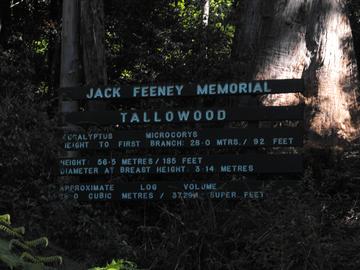 JACK FEENEY MEMORIAL
TALLOWOOD
EUCALYPTUS MICROCORYS
HEIGHT TO FIRST BRANCH: 28·0 MTRS./ 92 FEET
HEIGHT: 56·5 METRES / 185 FEET
DIAMETER AT BREAST HEIGHT: 3·14 METRES
APPROXIMATE LOG VOLUME
CUBIC METRES / SUPER FEET